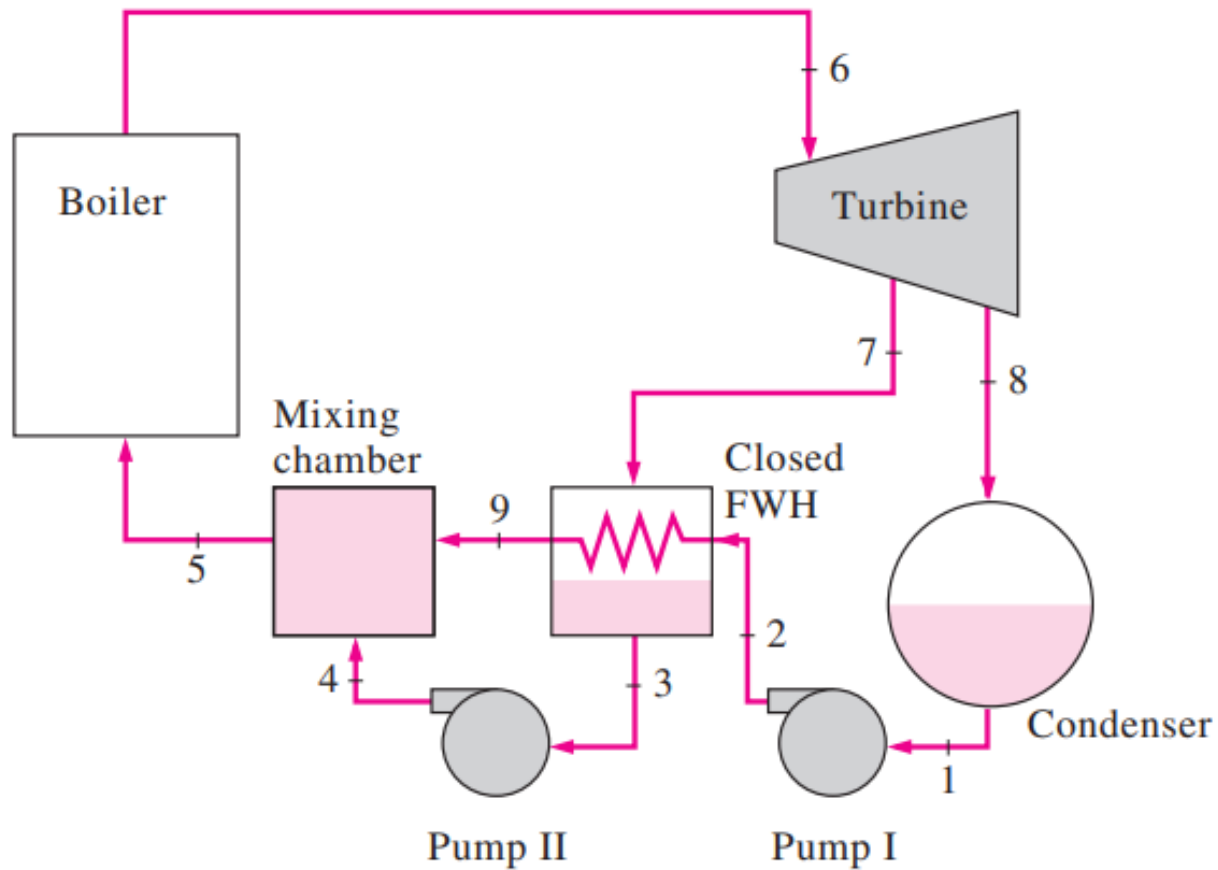 6
Boiler
Turbine
7
8
Mixing
chamber
Closed
FWH
9
5
2
4
3
Condenser
1
Pump II
Pump I